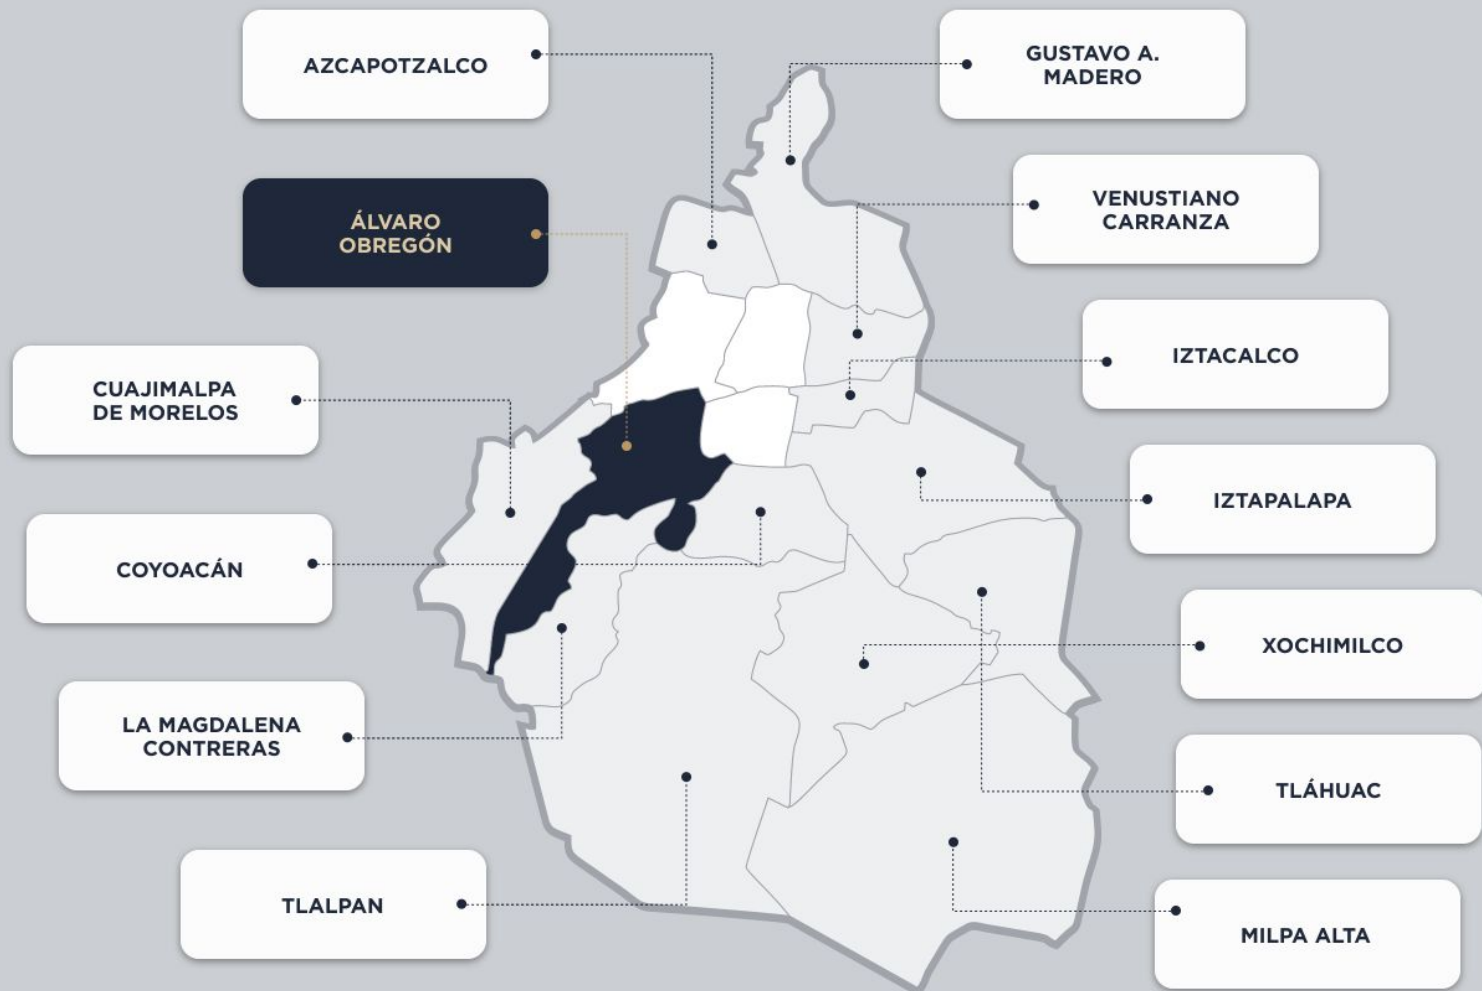 AZCAPOTZALCO
GUSTAVO A.
MADERO
ÁLVARO
OBREGÓN
VENUSTIANO
CARRANZA
CUAJIMALPA
DE MORELOS
IZTACALCO
COYOACÁN
IZTAPALAPA
LA MAGDALENA
CONTRERAS
XOCHIMILCO
TLÁHUAC
TLALPAN
MILPA ALTA